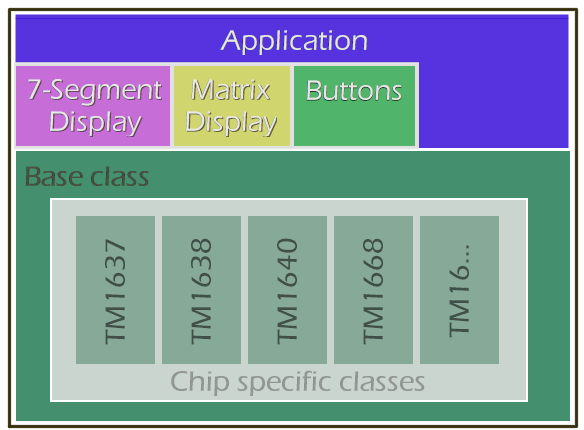 Application
7-Segment
Display
Matrix
Display
Buttons
Base class
TM1637
TM1638
TM1640
TM1668
TM16...
Chip specific classes